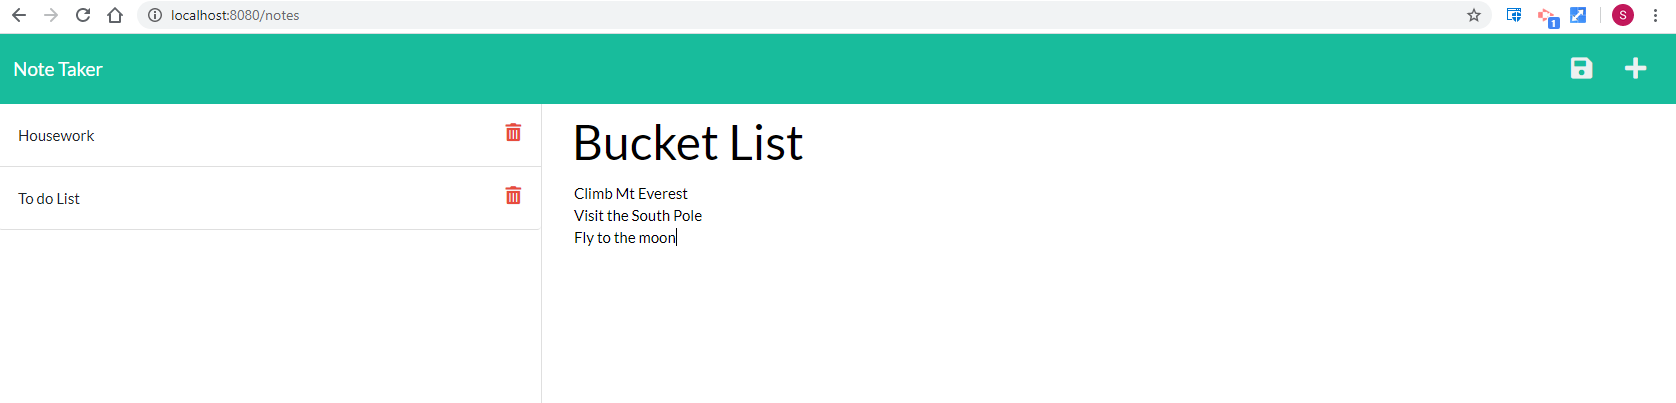 localhost:8080/notes
S
1
Note Taker
Housework
To do List
Bucket List
Climb Mt Everest
Visit the South Pole
Fly to the moon